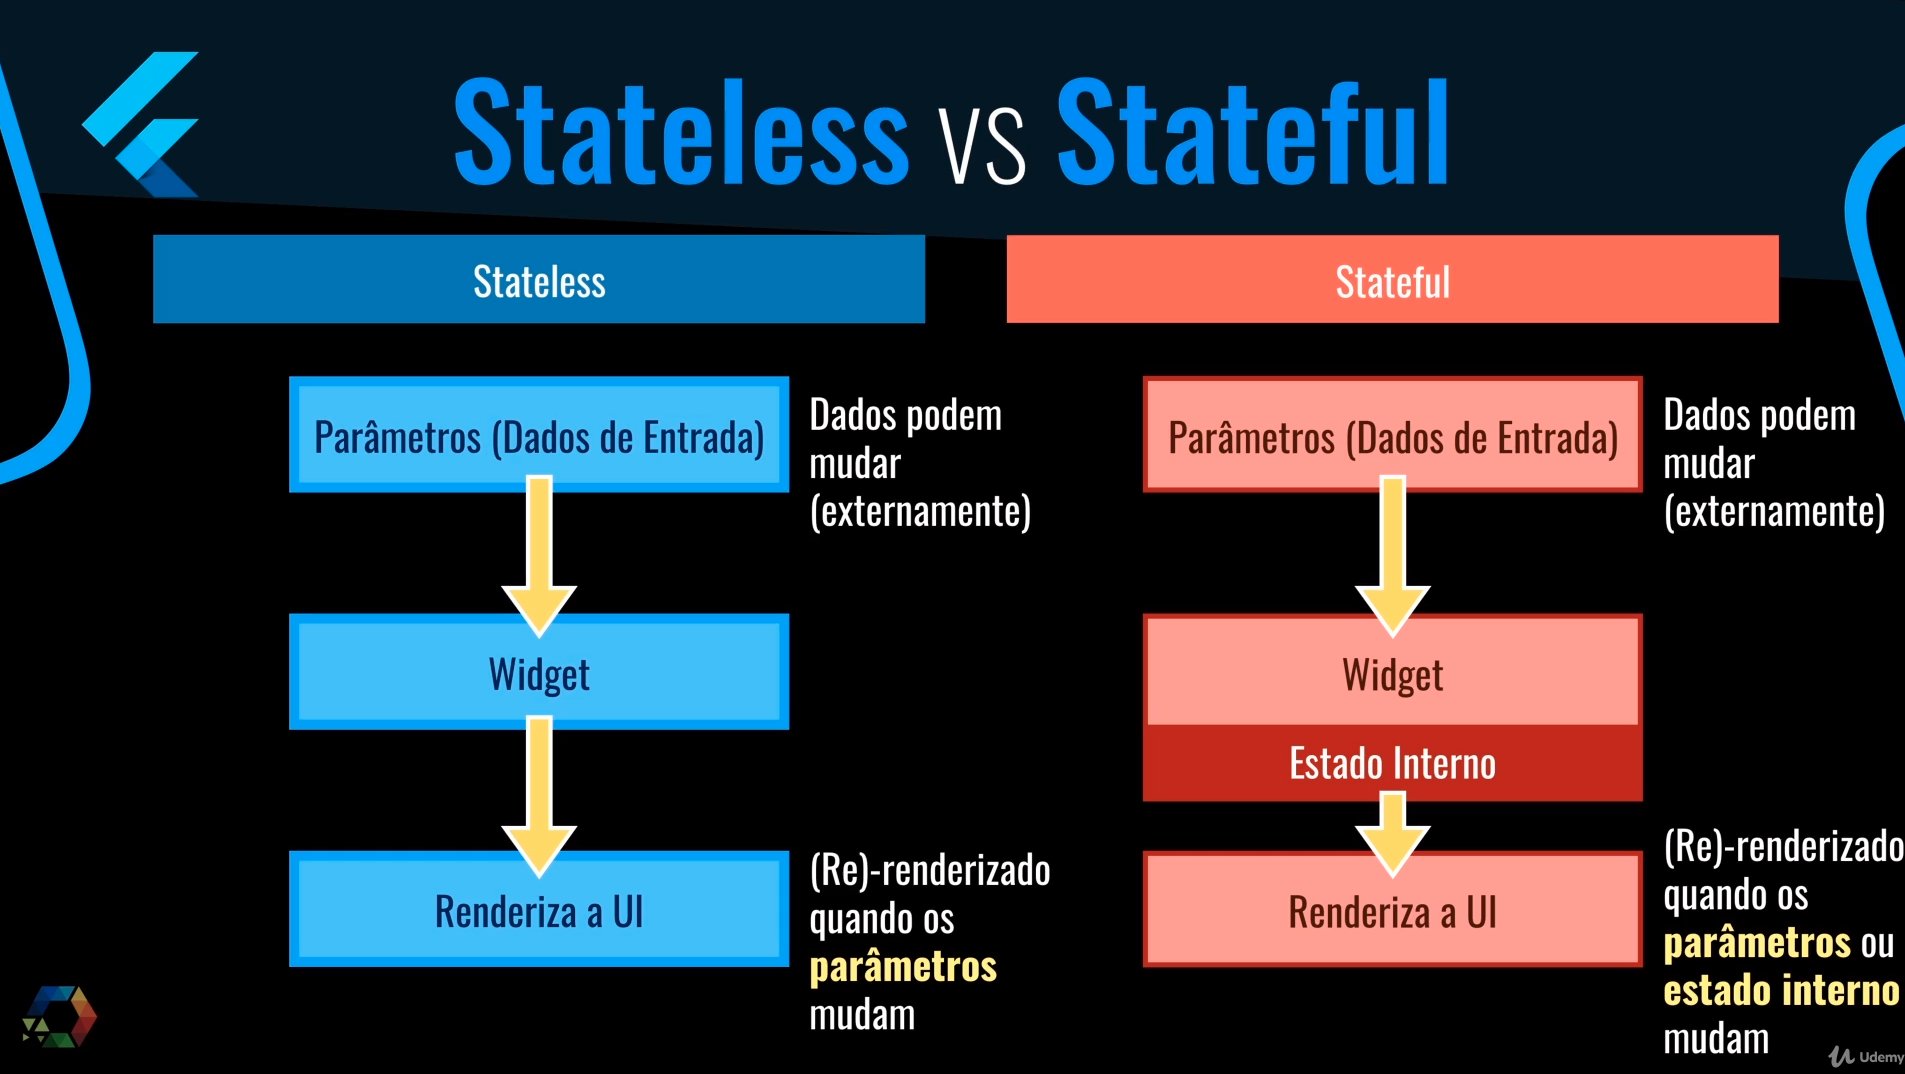 Stateless vs Stateful
Stateless
Parâmetros (Dados de Entrada)
Dados podem
mudar
(externamente)
Widget
Renderiza a UI
(Re)-renderizado
quando os
parâmetros
mudam
Stateful
Parâmetros (Dados de Entrada)
Dados podem
mudar
(externamente)
Widget
Estado Interno
Renderiza a UI
(Re)-renderizado
quando os
parâmetros ou
estado interno
mudam
Udemy